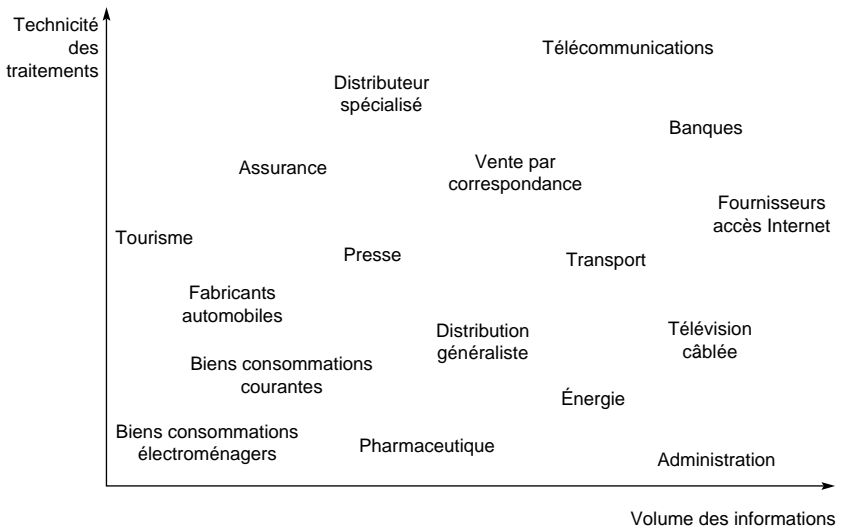 Technicité
des
traitements
Télécommunications
Distributeur
spécialisé
Banques
Assurance
Vente par
correspondance
Fournisseurs
accès Internet
Tourisme
Presse
Transport
Fabricants
automobiles
Distribution
généraliste
Télévision
câblée
Biens consommations
courantes
Énergie
Biens consommations
électroménagers
Pharmaceutique
Administration
Volume des informations